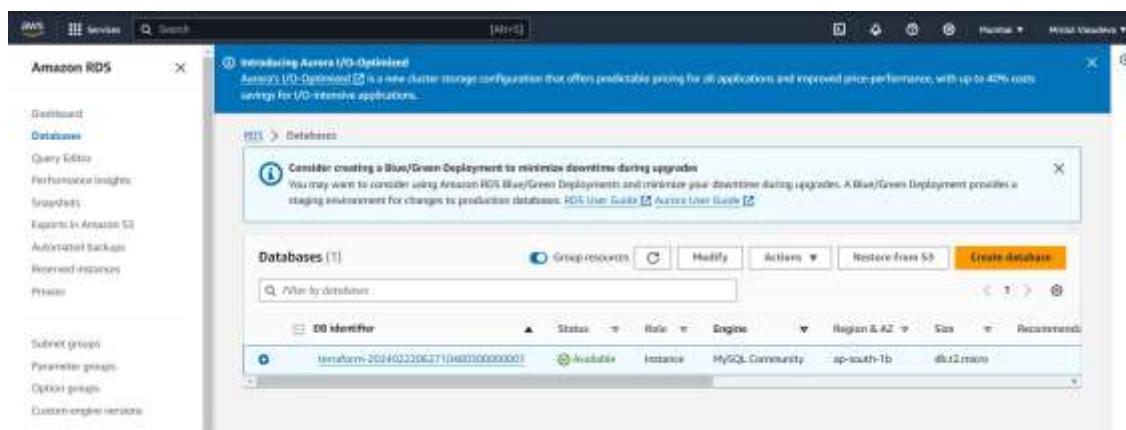 aws Services Search [Alt+S] Mumbai
Amazon RDS
Dashboard
Databases
Query Editor
Performance insights
Snapshots
Exports in Amazon S3
Automated backups
Reserved instances
Proxies
Subnet groups
Parameter groups
Option groups
Custom engine versions
Introducing Aurora I/O-Optimized
Aurora's I/O-Optimized is a new cluster storage configuration that offers predictable pricing for all applications and improved price-performance, with up to 40% costs
savings for I/O-intensive applications.
RDS > Databases
Consider creating a Blue/Green Deployment to minimize downtime during upgrades
You may want to consider using Amazon RDS Blue/Green Deployments and minimize your downtime during upgrades. A Blue/Green Deployment provides a
staging environment for changes to production databases. RDS User Guide Aurora User Guide
Databases (1) Group resources Modify Actions Restore from S3 Create database
Filter by databases 1
DB identifier Status Role Engine Region & AZ Size Recommenda
Available Instance MySQL Community ap-south-1b db.t2.micro